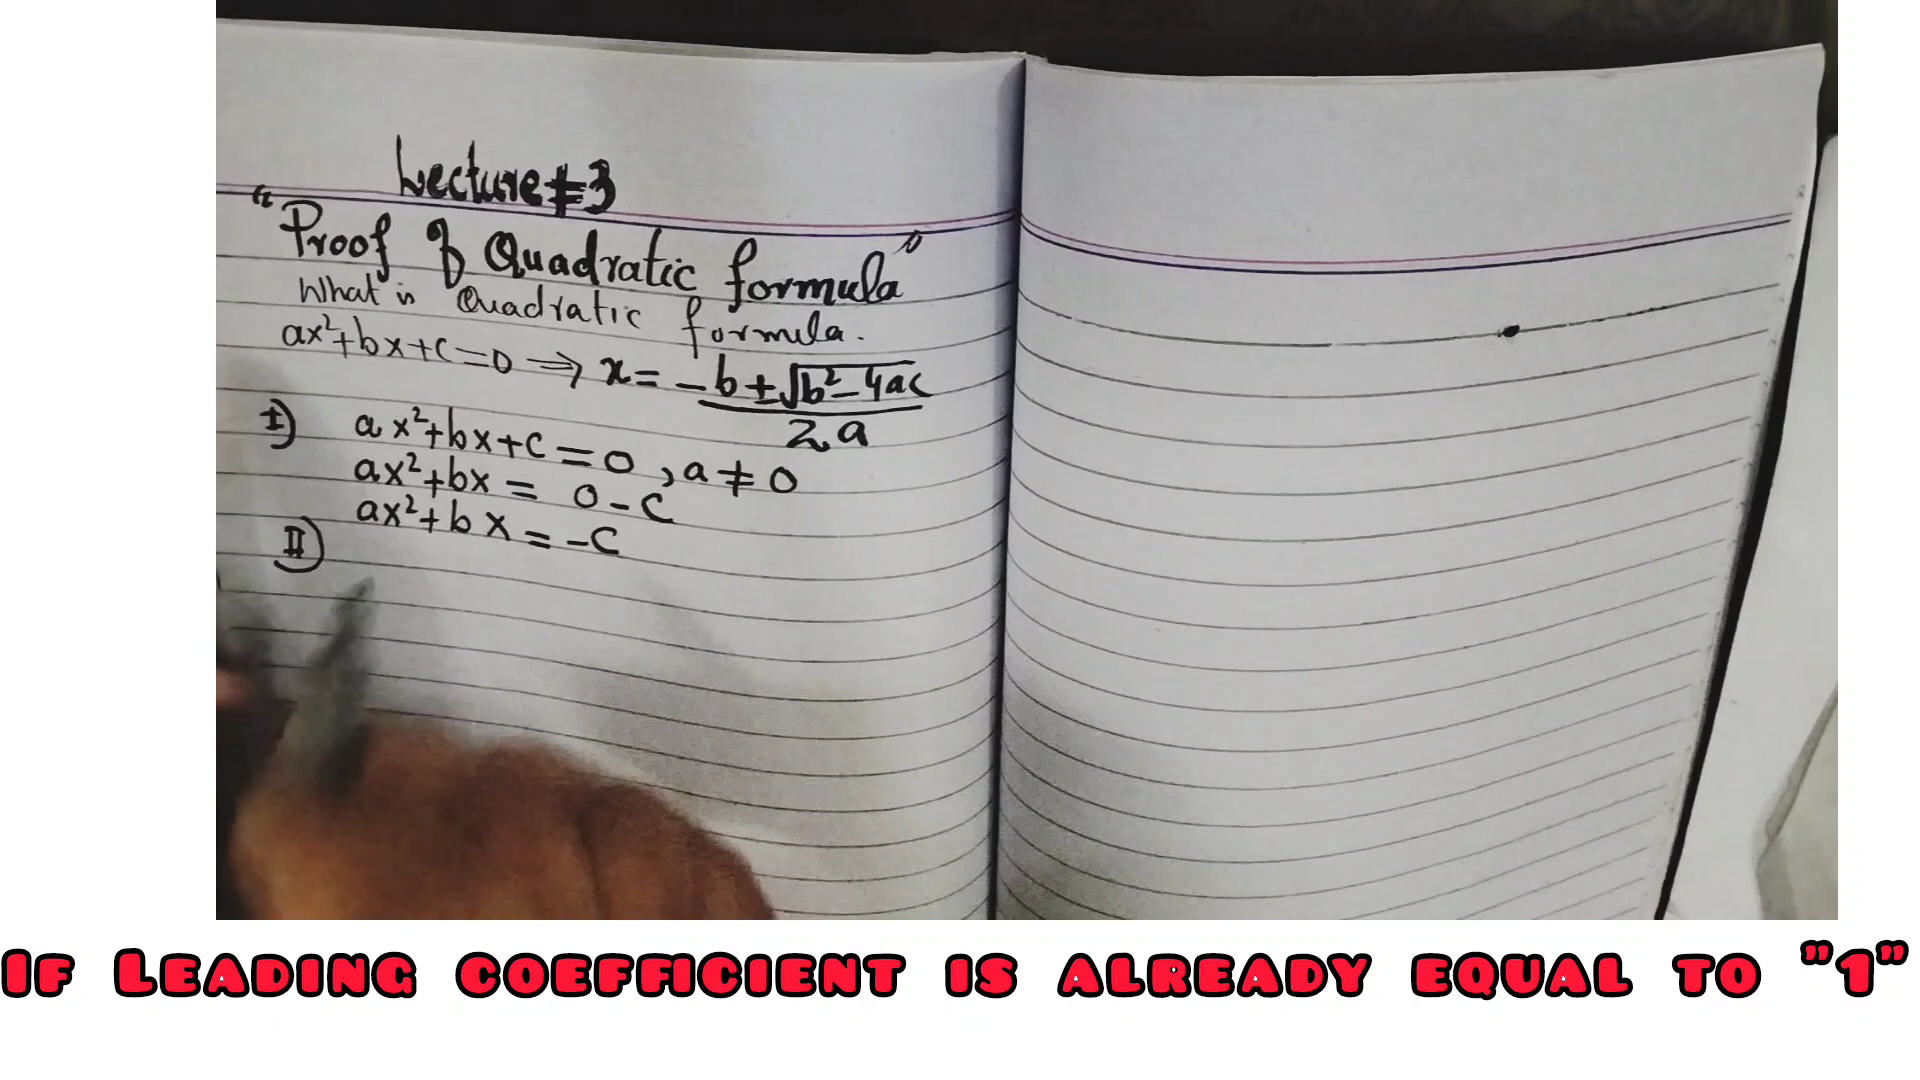 Lecture#3
"Proof of Quadratic formula"
What is Quadratic formula.
ax²+bx+c=0 ⇒ x = -b±√b²-4ac / 2a
I) ax²+bx+c=0, a≠0
ax²+bx = 0-c
ax²+bx = -c
II)
If Leading coefficient is already equal to "1"